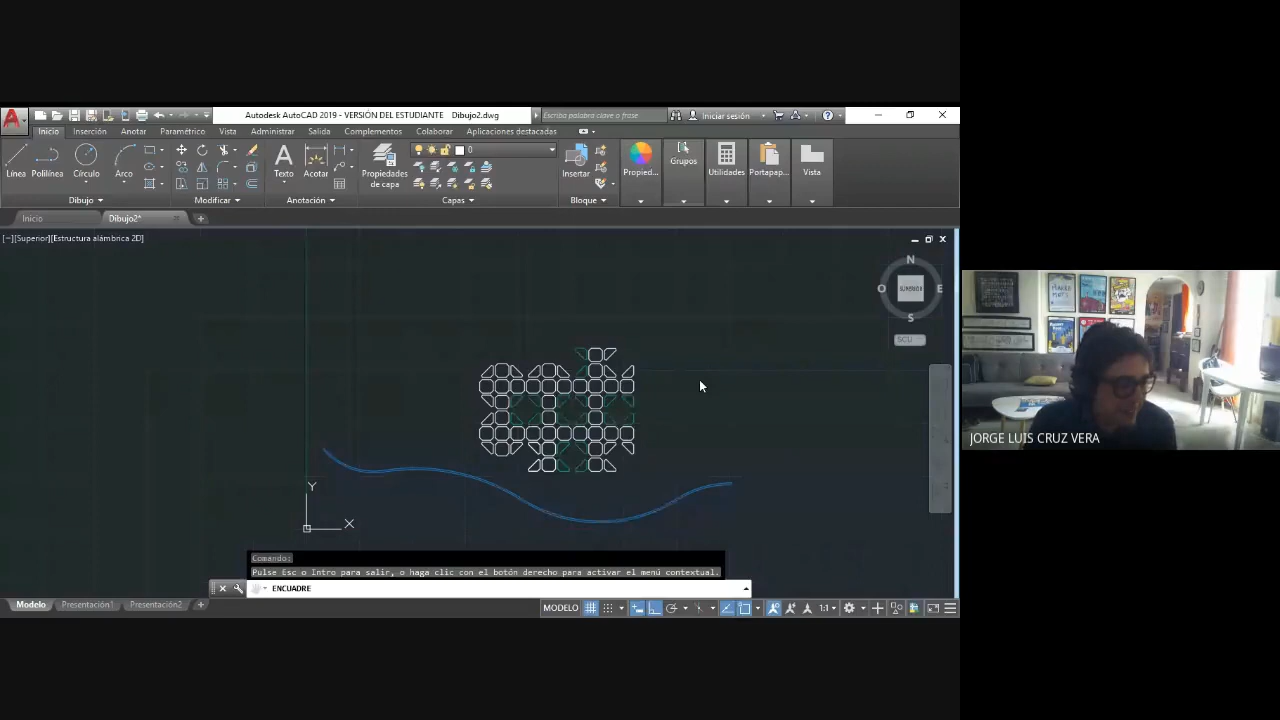 Autodesk AutoCAD 2019 - VERSIÓN DEL ESTUDIANTE Dibujo2.dwg
Escriba palabra clave o frase
Iniciar sesión
Inicio Inserción Anotar Paramétrico Vista Administrar Salida Complementos Colaborar Aplicaciones destacadas
0
Línea Polilínea Círculo Arco
Texto Acotar
Propiedades de capa
Insertar
Propied...
Grupos
Utilidades
Portapap...
Vista
Dibujo Modificar Anotación Capas Bloque
Inicio Dibujo2*
[−][Superior][Estructura alámbrica 2D]
N
O SUPERIOR E
S
SCU
JORGE LUIS CRUZ VERA
Y
X
Comando:
Pulse Esc o Intro para salir, o haga clic con el botón derecho para activar el menú contextual.
ENCUADRE
Modelo Presentación1 Presentación2
MODELO
1:1